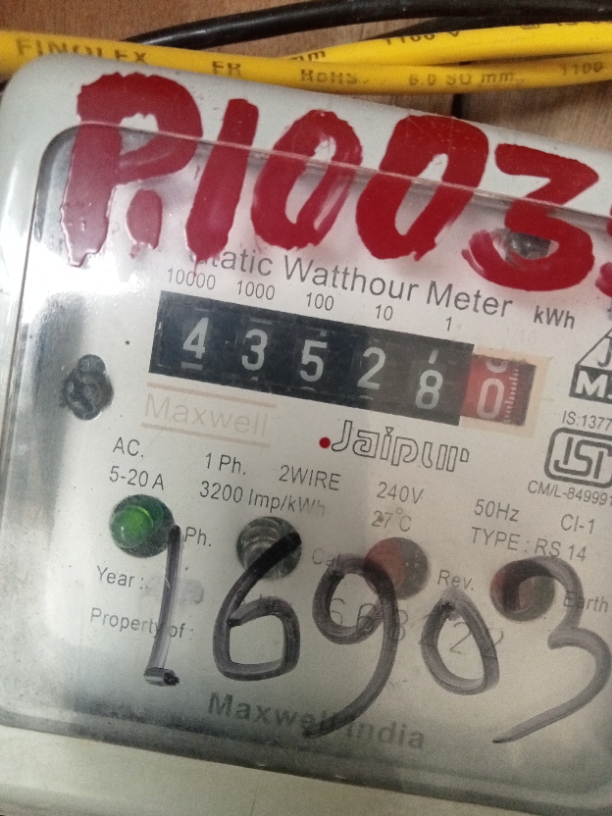 FINOLEX FR RoHS 6.0 SQ mm 1100
1100 V
P.1003
Static Watthour Meter
10000 1000 100 10 1 kWh
4 3 5 2 8 0
Maxwell
Jaipur
IS:1377
ISI
CM/L-84999
AC. 1 Ph. 2WIRE 240V 50Hz Cl-1
5-20 A 3200 Imp/kWh 27°C TYPE : RS 14
Ph. Cal. Rev. Earth
Year :
Property of :
16903
Maxwell India